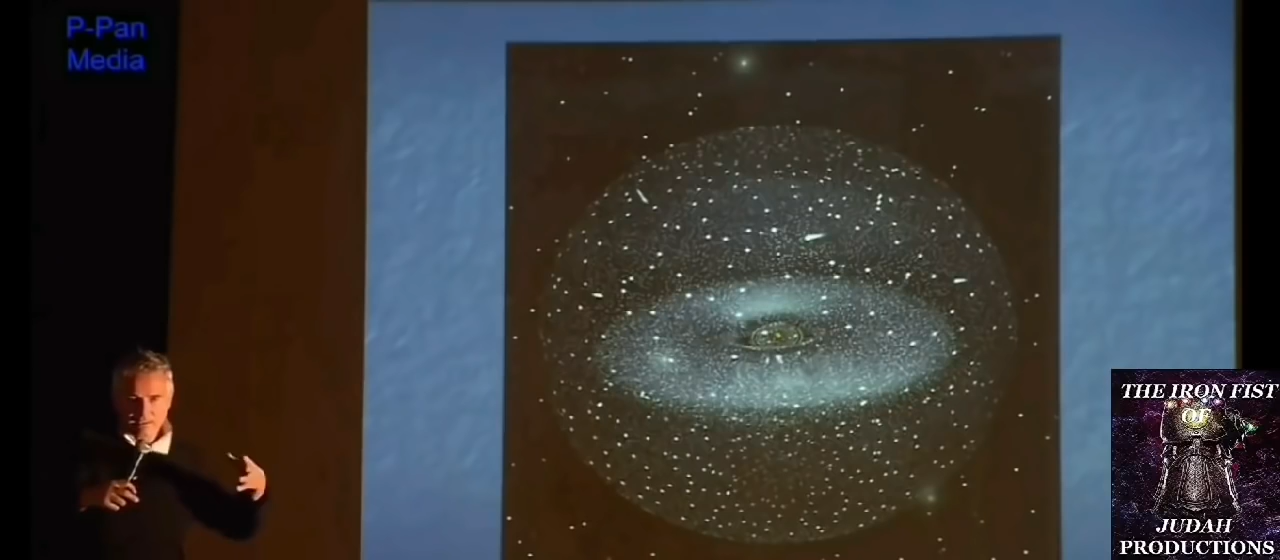 P-Pan
Media
THE IRON FIST
OF
JUDAH
PRODUCTIONS